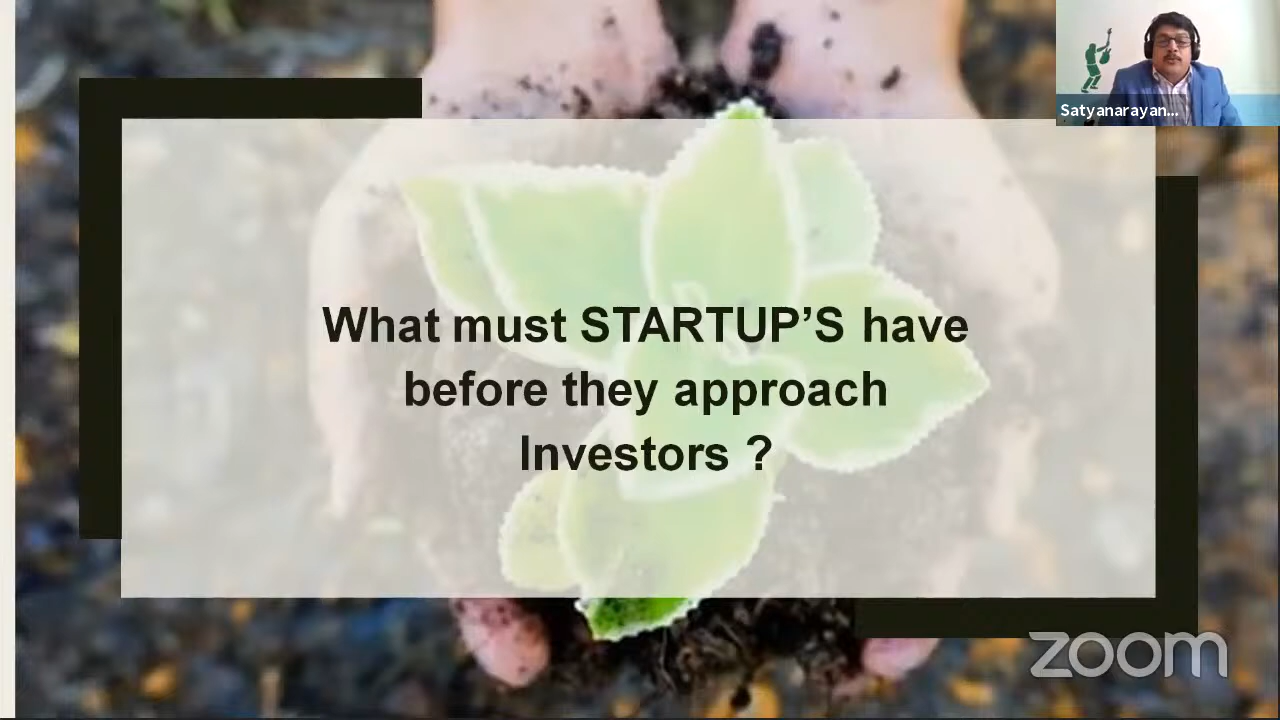 Satyanarayan...
What must STARTUP’S have
before they approach
Investors ?
zoom